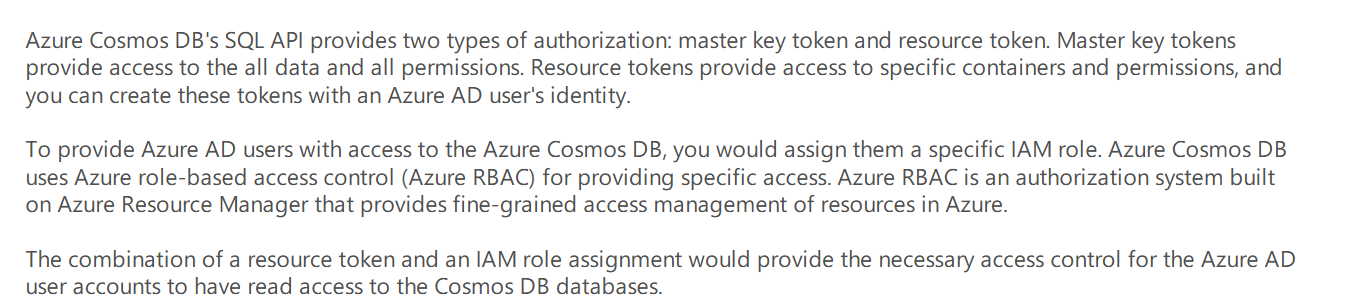 Azure Cosmos DB's SQL API provides two types of authorization: master key token and resource token. Master key tokens
provide access to the all data and all permissions. Resource tokens provide access to specific containers and permissions, and
you can create these tokens with an Azure AD user's identity.
To provide Azure AD users with access to the Azure Cosmos DB, you would assign them a specific IAM role. Azure Cosmos DB
uses Azure role-based access control (Azure RBAC) for providing specific access. Azure RBAC is an authorization system built
on Azure Resource Manager that provides fine-grained access management of resources in Azure.
The combination of a resource token and an IAM role assignment would provide the necessary access control for the Azure AD
user accounts to have read access to the Cosmos DB databases.